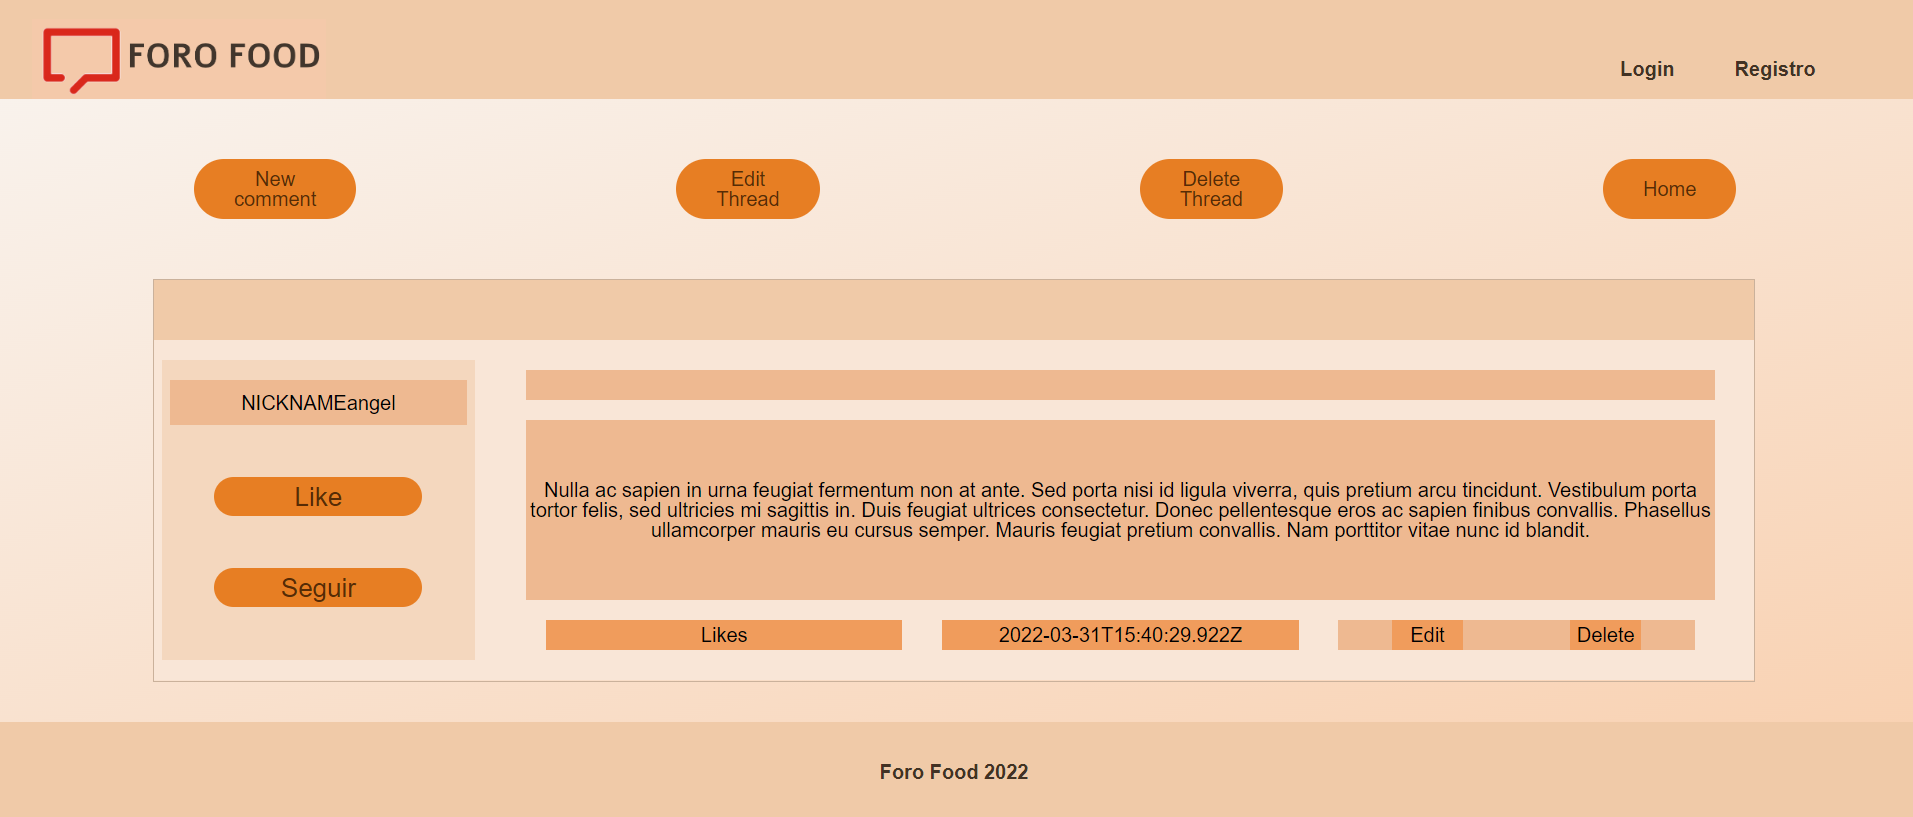 FORO FOOD
Login
Registro
New
comment
Edit
Thread
Delete
Thread
Home
NICKNAMEangel
Like
Seguir
Nulla ac sapien in urna feugiat fermentum non at ante. Sed porta nisi id ligula viverra, quis pretium arcu tincidunt. Vestibulum porta
tortor felis, sed ultricies mi sagittis in. Duis feugiat ultrices consectetur. Donec pellentesque eros ac sapien finibus convallis. Phasellus
ullamcorper mauris eu cursus semper. Mauris feugiat pretium convallis. Nam porttitor vitae nunc id blandit.
Likes
2022-03-31T15:40:29.922Z
Edit
Delete
Foro Food 2022